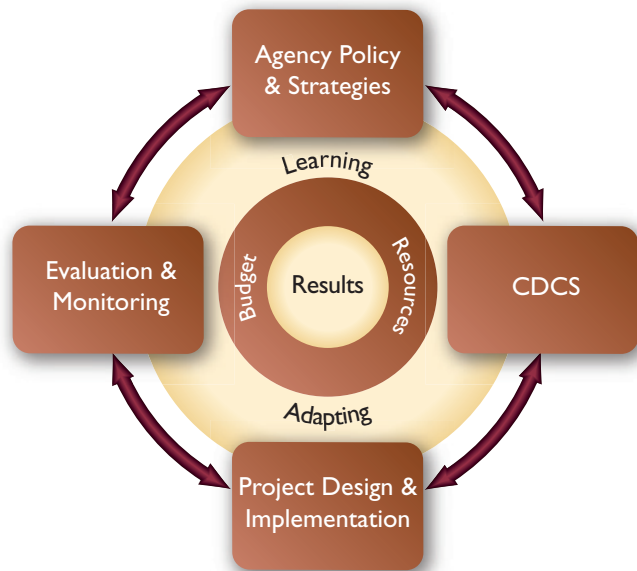 Agency Policy
& Strategies
Learning
Evaluation &
Monitoring
Budget
Results
Resources
CDCS
Adapting
Project Design &
Implementation